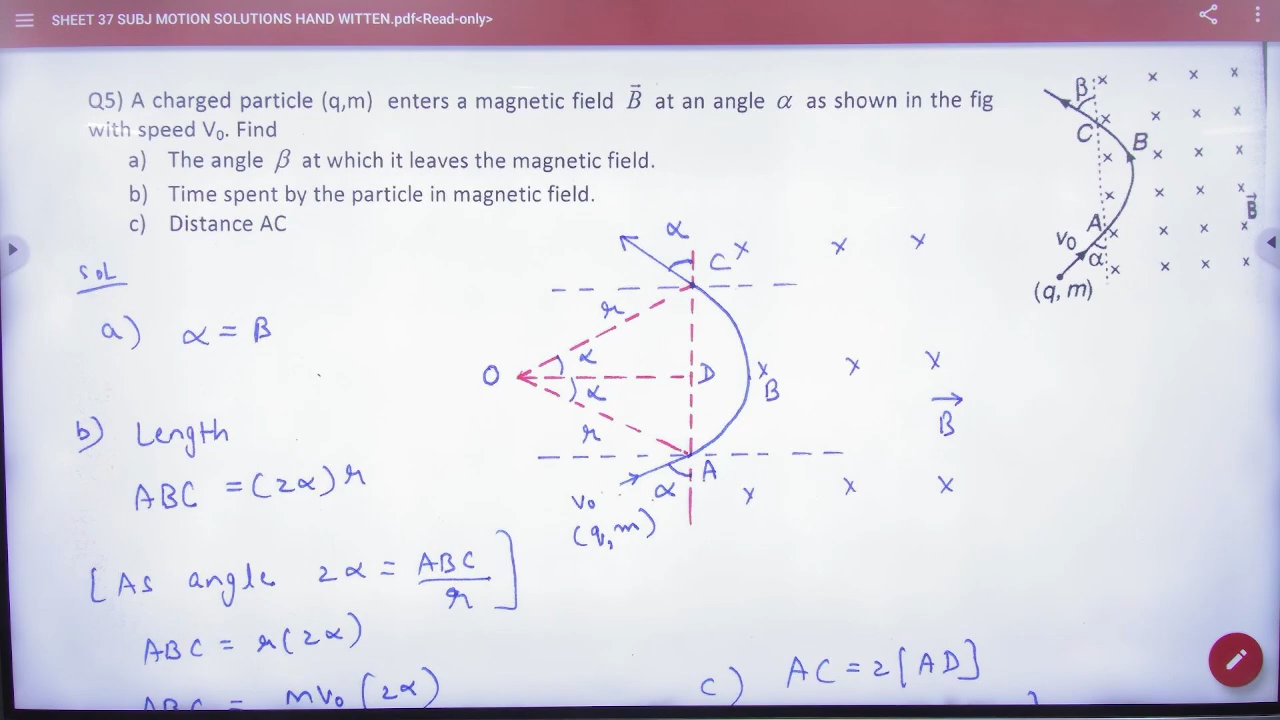 SHEET 37 SUBJ MOTION SOLUTIONS HAND WITTEN.pdf<Read-only>
Q5) A charged particle (q,m) enters a magnetic field B⃗ at an angle α as shown in the fig
with speed V₀. Find
a) The angle β at which it leaves the magnetic field.
b) Time spent by the particle in magnetic field.
c) Distance AC
β
C
B
A
V₀
α
B⃗
(q, m)
Sol
a) α = B
b) Length
ABC = (2α) r
[As angle 2α = ABC / r]
ABC = r(2α)
ABC = mv₀ (2α)
α
C
r
α
O
D
α
B
B⃗
r
A
α
V₀
(q,m)
c) AC = 2[AD]